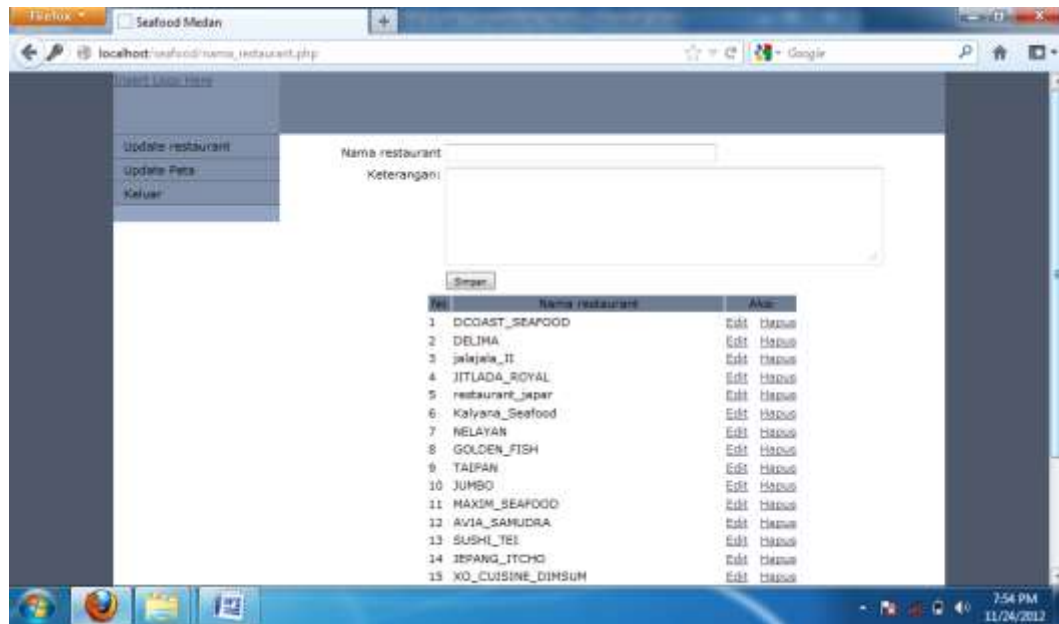 Firefox
Seafood Medan
localhost/seafood/nama_restaurant.php
Google
Insert Logo Here
Update restaurant
Update Peta
Keluar
Nama restaurant
Keterangan:
Simpan
No Nama restaurant Aksi
1 DCOAST_SEAFOOD Edit Hapus
2 DELIMA Edit Hapus
3 jalajala_II Edit Hapus
4 JITLADA_ROYAL Edit Hapus
5 restaurant_japar Edit Hapus
6 Kalyana_Seafood Edit Hapus
7 NELAYAN Edit Hapus
8 GOLDEN_FISH Edit Hapus
9 TAIPAN Edit Hapus
10 JUMBO Edit Hapus
11 MAXIM_SEAFOOD Edit Hapus
12 AVIA_SAMUDRA Edit Hapus
13 SUSHI_TEI Edit Hapus
14 JEPANG_ITCHO Edit Hapus
15 XO_CUISINE_DIMSUM Edit Hapus
7:54 PM
11/24/2012